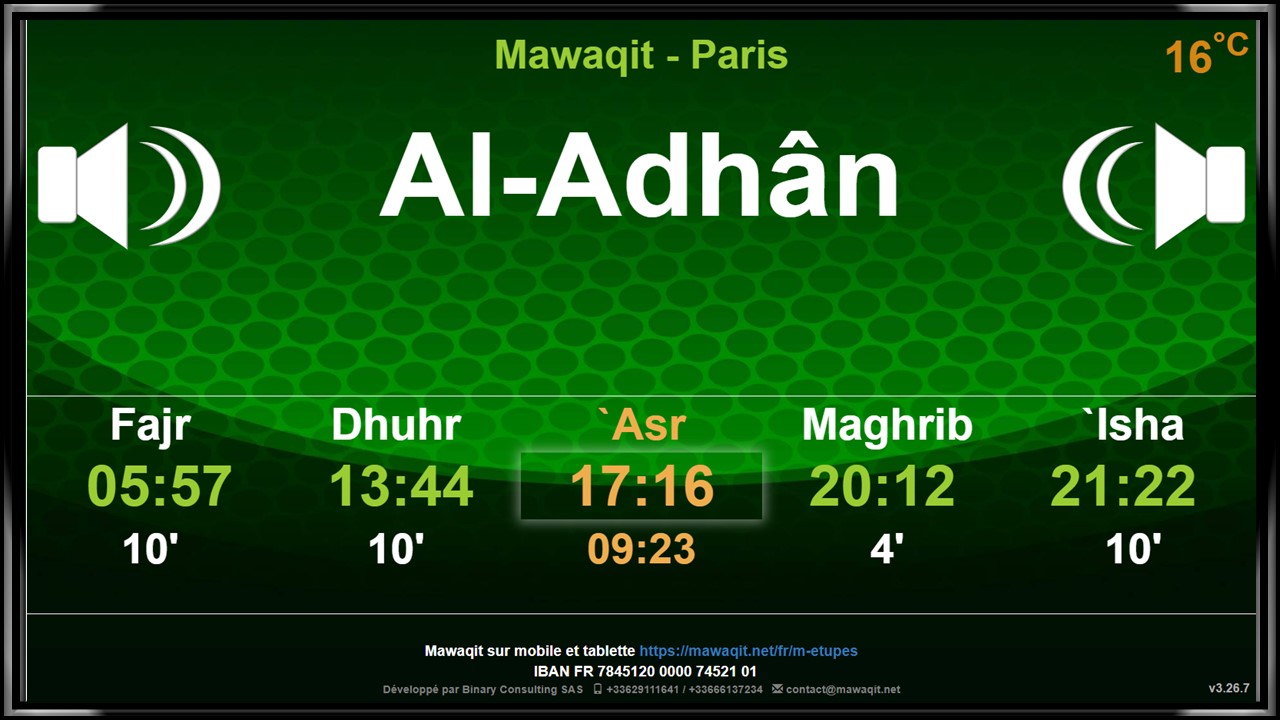 Mawaqit - Paris
16°C
Al-Adhân
Fajr Dhuhr `Asr Maghrib `Isha
05:57 13:44 17:16 20:12 21:22
10' 10' 09:23 4' 10'
Mawaqit sur mobile et tablette https://mawaqit.net/fr/m-etupes
IBAN FR 7845120 0000 74521 01
Développé par Binary Consulting SAS +33629111641 / +33666137234 contact@mawaqit.net
v3.26.7